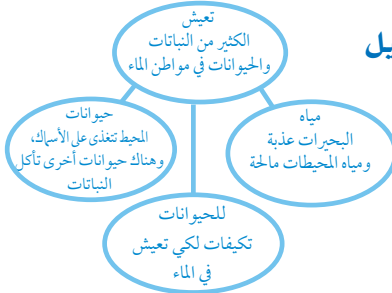 يل
تعيش
الكثير من النباتات
والحيوانات في مواطن الماء
مياه
البحيرات عذبة
ومياه المحيطات مالحة
حيوانات
المحيط تتغذى على الأسماك،
وهناك حيوانات أخرى تأكل
النباتات
للحيوانات
تكيفات لكي تعيش
في الماء